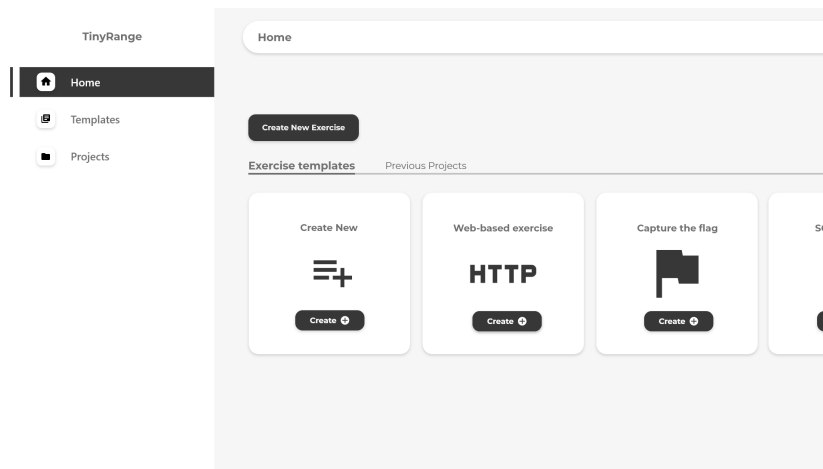 TinyRange
Home
Home
Templates
Projects
Create New Exercise
Exercise templates
Previous Projects
Create New
Create
Web-based exercise
HTTP
Create
Capture the flag
Create